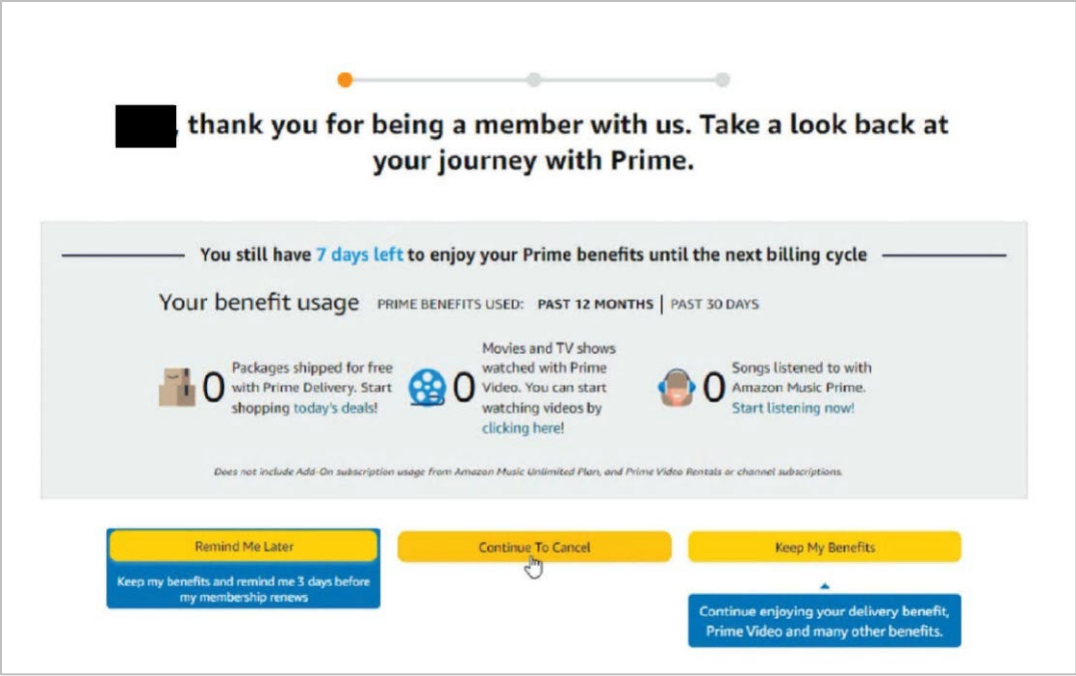 , thank you for being a member with us. Take a look back at
your journey with Prime.
You still have 7 days left to enjoy your Prime benefits until the next billing cycle
Your benefit usage PRIME BENEFITS USED: PAST 12 MONTHS | PAST 30 DAYS
0 Packages shipped for free
with Prime Delivery. Start
shopping today's deals!
0 Movies and TV shows
watched with Prime
Video. You can start
watching videos by
clicking here!
0 Songs listened to with
Amazon Music Prime.
Start listening now!
Does not include Add-On subscription usage from Amazon Music Unlimited Plan, and Prime Video Rentals or channel subscriptions.
Remind Me Later
Keep my benefits and remind me 3 days before
my membership renews
Continue To Cancel
Keep My Benefits
Continue enjoying your delivery benefit,
Prime Video and many other benefits.